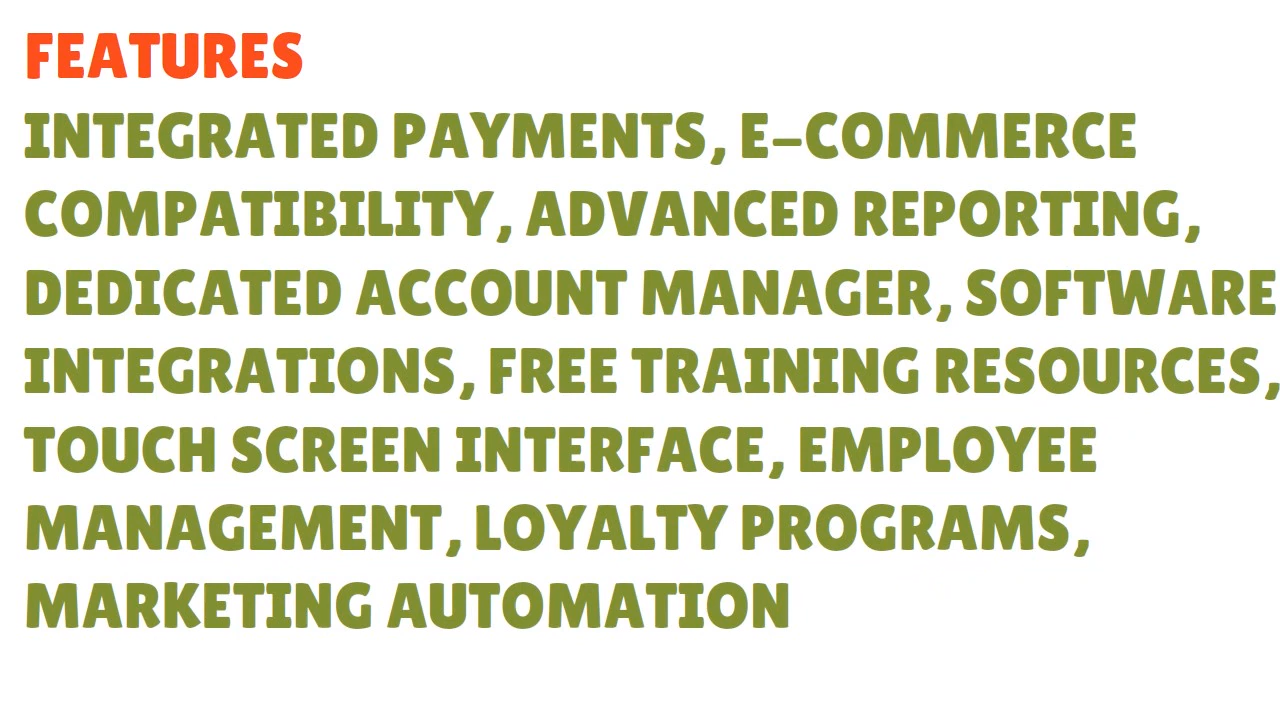 FEATURES
INTEGRATED PAYMENTS, E-COMMERCE
COMPATIBILITY, ADVANCED REPORTING,
DEDICATED ACCOUNT MANAGER, SOFTWARE
INTEGRATIONS, FREE TRAINING RESOURCES,
TOUCH SCREEN INTERFACE, EMPLOYEE
MANAGEMENT, LOYALTY PROGRAMS,
MARKETING AUTOMATION